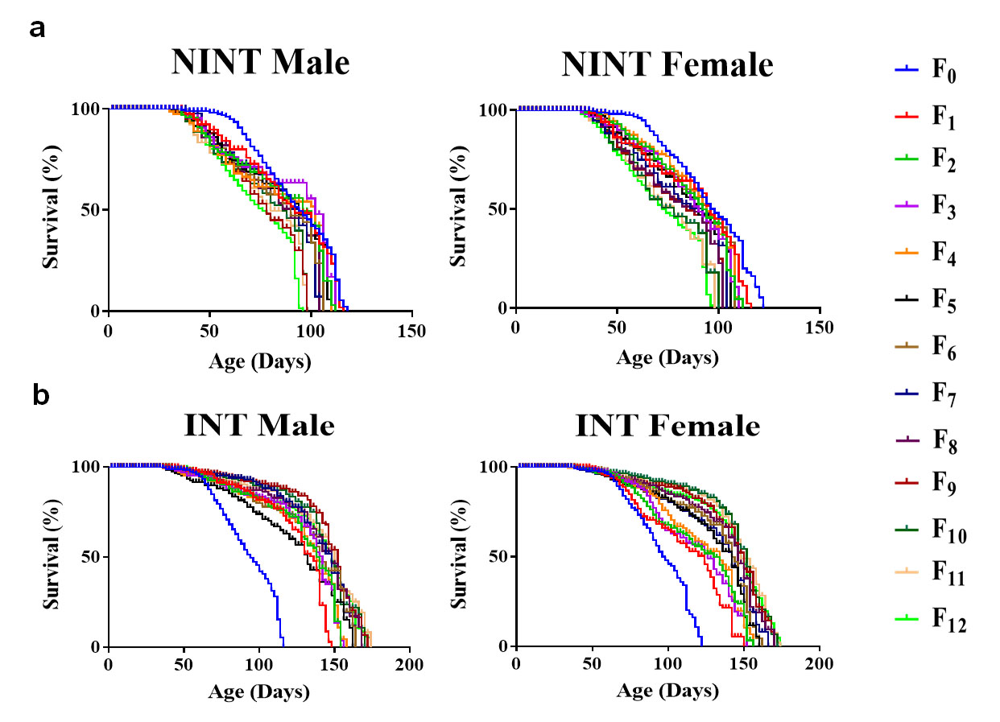 a
NINT Male
NINT Female
Survival (%)
100
50
0
0 50 100 150
Age (Days)
Survival (%)
100
50
0
0 50 100 150
Age (Days)
b
INT Male
INT Female
Survival (%)
100
50
0
0 50 100 150 200
Age (Days)
Survival (%)
100
50
0
0 50 100 150 200
Age (Days)
F0
F1
F2
F3
F4
F5
F6
F7
F8
F9
F10
F11
F12